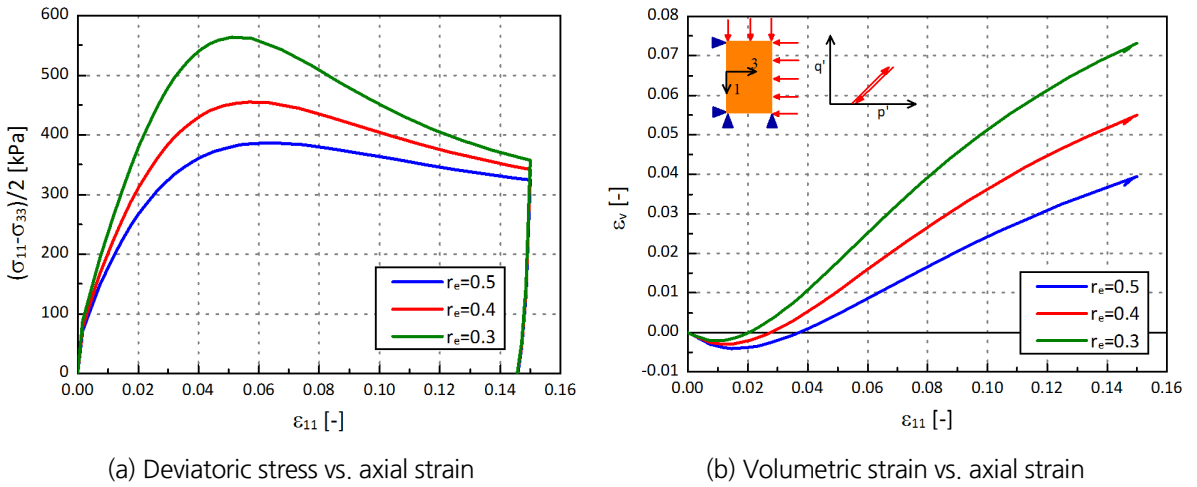 (a)
600
500
400
300
200
100
0
(σ₁₁-σ₃₃)/2 [kPa]
rₑ=0.5
rₑ=0.4
rₑ=0.3
0.00 0.02 0.04 0.06 0.08 0.10 0.12 0.14 0.16
ε₁₁ [-]
(a) Deviatoric stress vs. axial strain
(b)
0.08
0.07
0.06
0.05
0.04
0.03
0.02
0.01
0.00
-0.01
εᵥ [-]
3
1
q'
p'
rₑ=0.5
rₑ=0.4
rₑ=0.3
0.00 0.02 0.04 0.06 0.08 0.10 0.12 0.14 0.16
ε₁₁ [-]
(b) Volumetric strain vs. axial strain